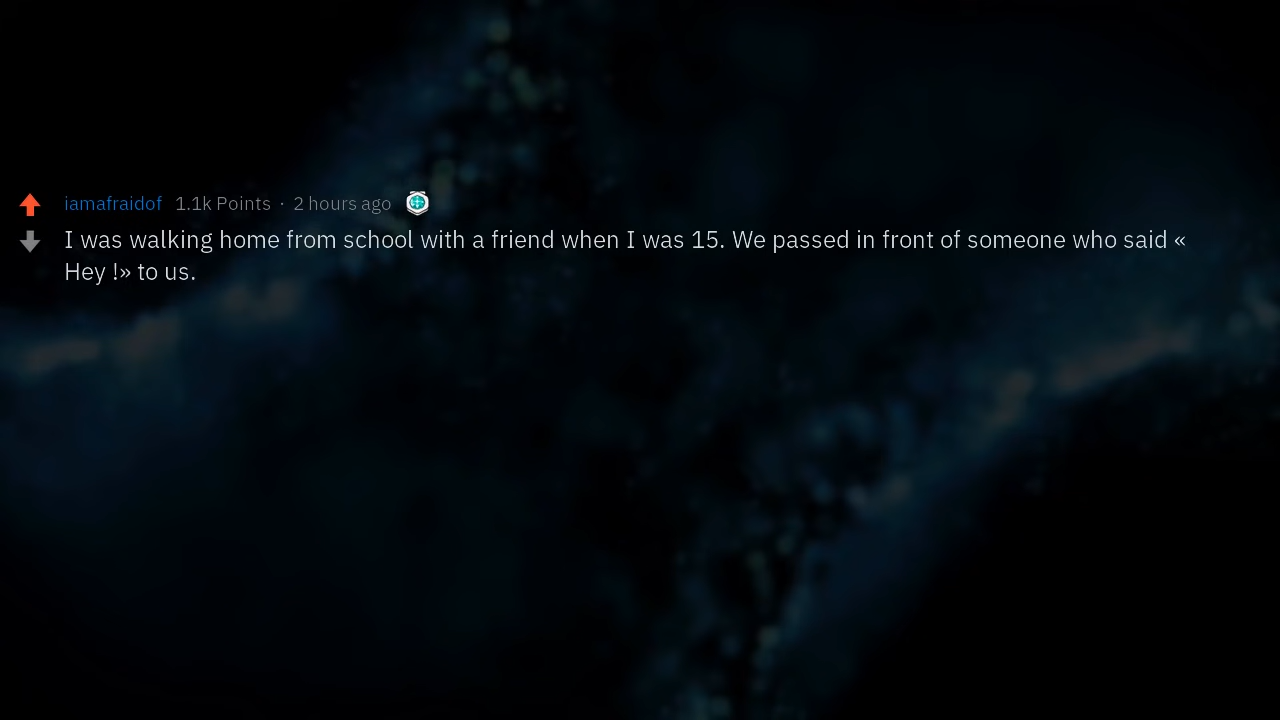 iamafraidof 1.1k Points · 2 hours ago
I was walking home from school with a friend when I was 15. We passed in front of someone who said «
Hey !» to us.